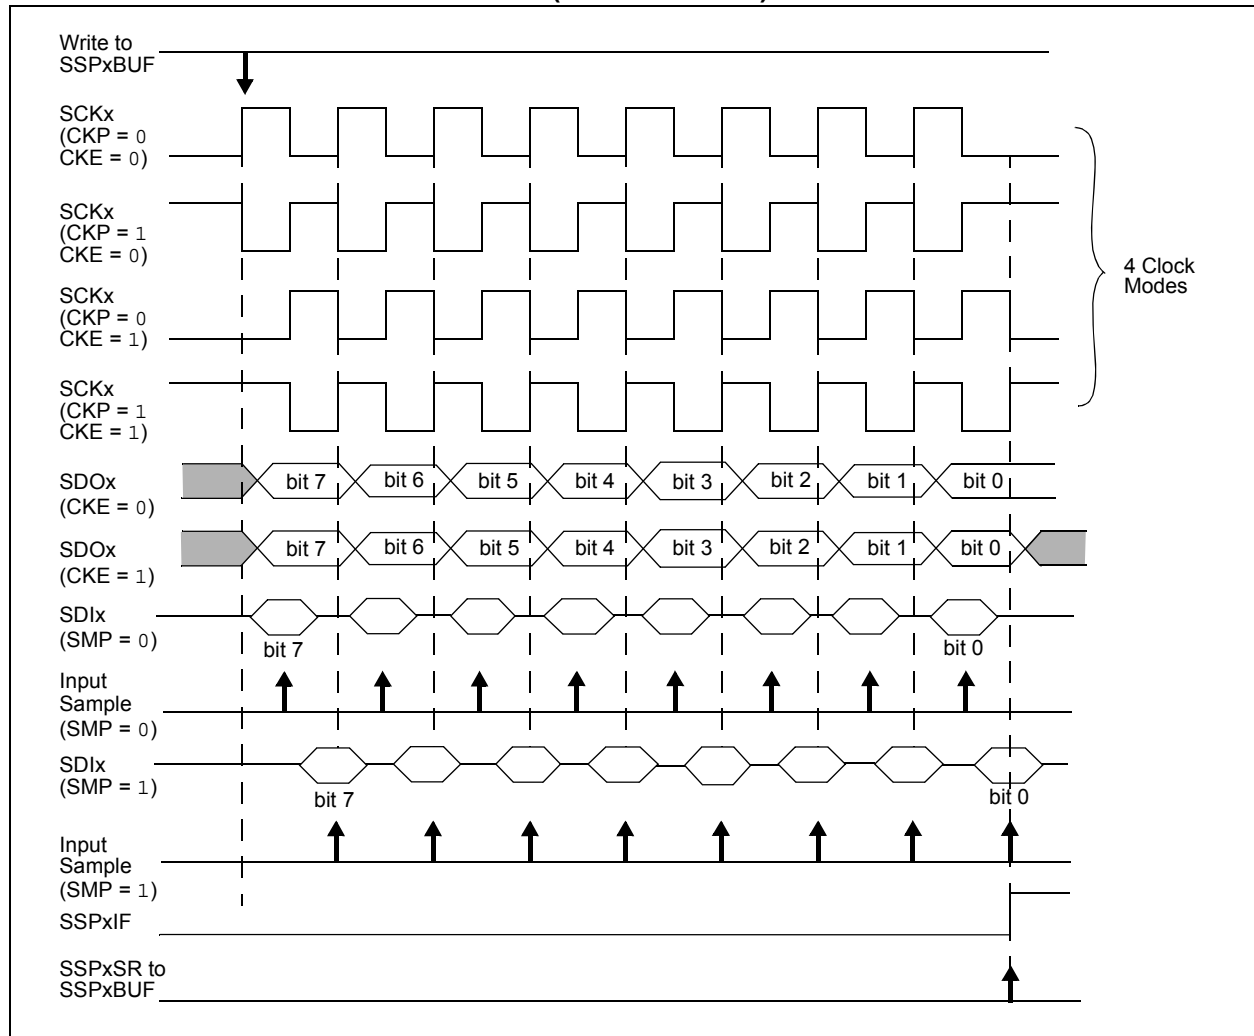 Write to
SSPxBUF
SCKx
(CKP = 0
CKE = 0)
SCKx
(CKP = 1
CKE = 0)
4 Clock
Modes
SCKx
(CKP = 0
CKE = 1)
SCKx
(CKP = 1
CKE = 1)
SDOx
(CKE = 0)
bit 7 bit 6 bit 5 bit 4 bit 3 bit 2 bit 1 bit 0
SDOx
(CKE = 1)
bit 7 bit 6 bit 5 bit 4 bit 3 bit 2 bit 1 bit 0
SDIx
(SMP = 0)
bit 7 bit 0
Input
Sample
(SMP = 0)
SDIx
(SMP = 1)
bit 7 bit 0
Input
Sample
(SMP = 1)
SSPxIF
SSPxSR to
SSPxBUF